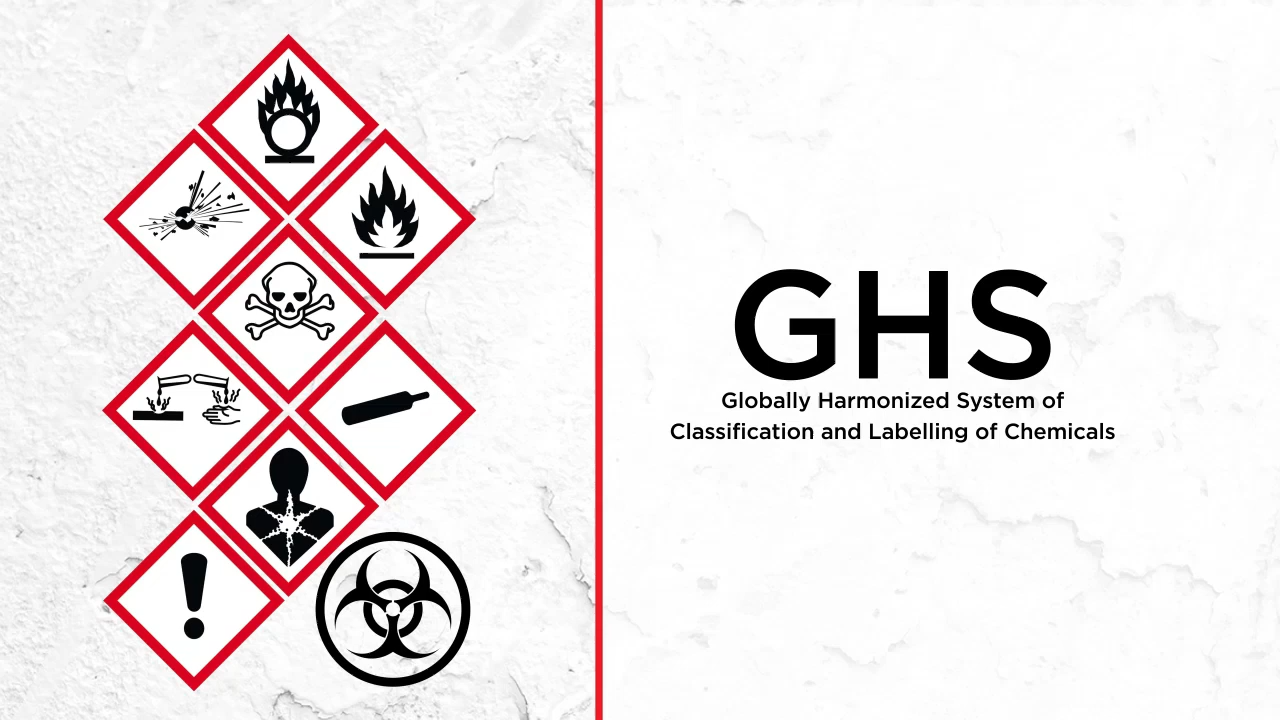 GHS
Globally Harmonized System of
Classification and Labelling of Chemicals